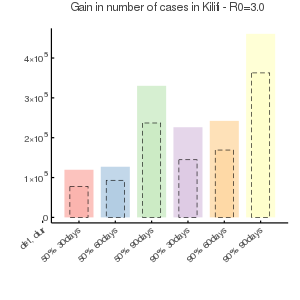 Gain in number of cases in Kilifi - R0=3.0
4×10⁵
3×10⁵
2×10⁵
1×10⁵
0
det, dur
50% 30days
50% 60days
50% 90days
90% 30days
90% 60days
90% 90days